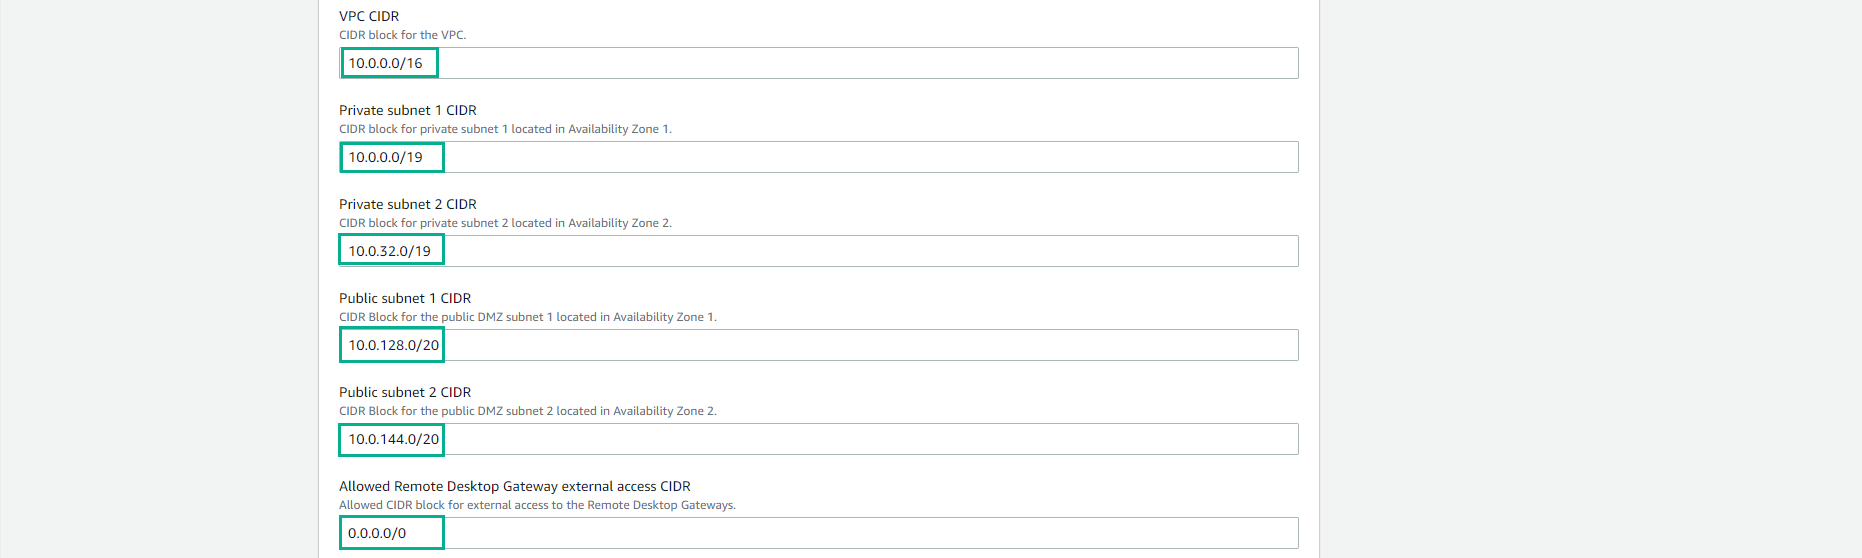 VPC CIDR
CIDR block for the VPC.
10.0.0.0/16
Private subnet 1 CIDR
CIDR block for private subnet 1 located in Availability Zone 1.
10.0.0.0/19
Private subnet 2 CIDR
CIDR block for private subnet 2 located in Availability Zone 2.
10.0.32.0/19
Public subnet 1 CIDR
CIDR Block for the public DMZ subnet 1 located in Availability Zone 1.
10.0.128.0/20
Public subnet 2 CIDR
CIDR Block for the public DMZ subnet 2 located in Availability Zone 2.
10.0.144.0/20
Allowed Remote Desktop Gateway external access CIDR
Allowed CIDR block for external access to the Remote Desktop Gateways.
0.0.0.0/0